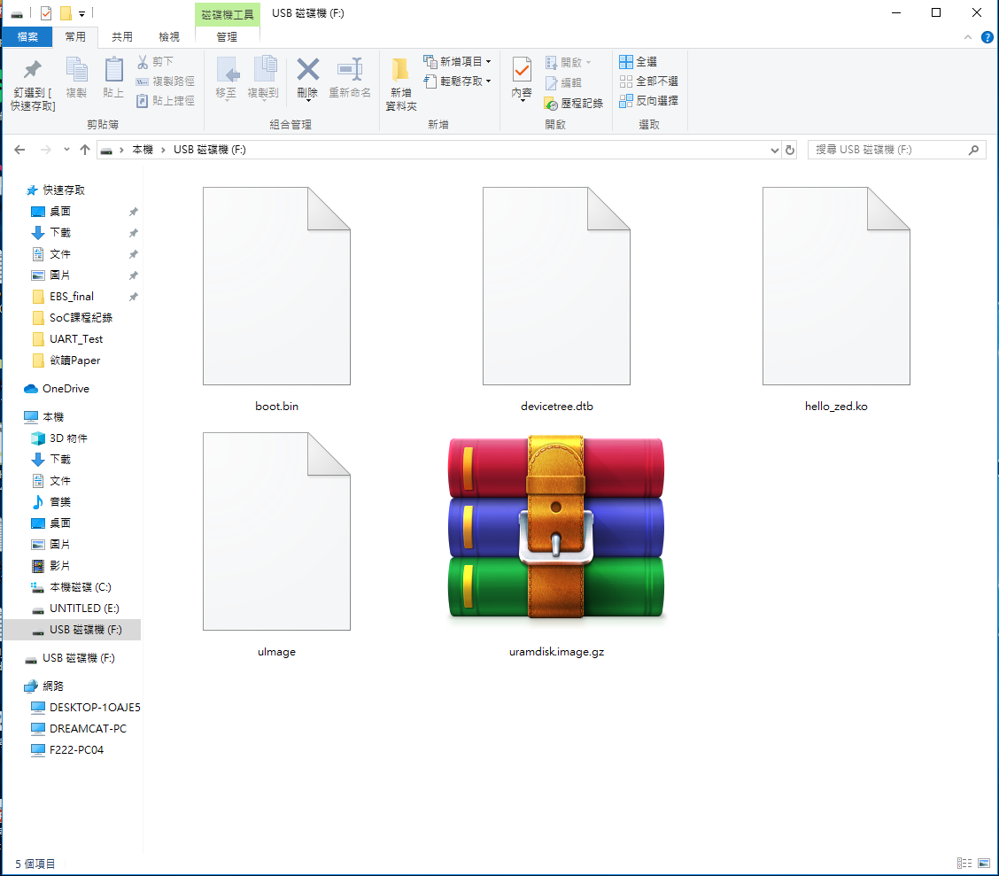 磁碟機工具
USB 磁碟機 (F:)
檔案
常用
共用
檢視
管理
釘選到 [
快速存取]
複製
貼上
剪下
複製路徑
貼上捷徑
剪貼簿
移至
複製到
刪除
重新命名
組合管理
新增
資料夾
新增項目
輕鬆存取
新增
內容
開啟
編輯
歷程記錄
開啟
全選
全部不選
反向選擇
選取
本機
USB 磁碟機 (F:)
搜尋 USB 磁碟機 (F:)
快速存取
桌面
下載
文件
圖片
EBS_final
SoC課程紀錄
UART_Test
欲讀Paper
OneDrive
本機
3D 物件
下載
文件
音樂
桌面
圖片
影片
本機磁碟 (C:)
UNTITLED (E:)
USB 磁碟機 (F:)
USB 磁碟機 (F:)
網路
DESKTOP-1OAJE5
DREAMCAT-PC
F222-PC04
boot.bin
devicetree.dtb
hello_zed.ko
uImage
uramdisk.image.gz
5 個項目